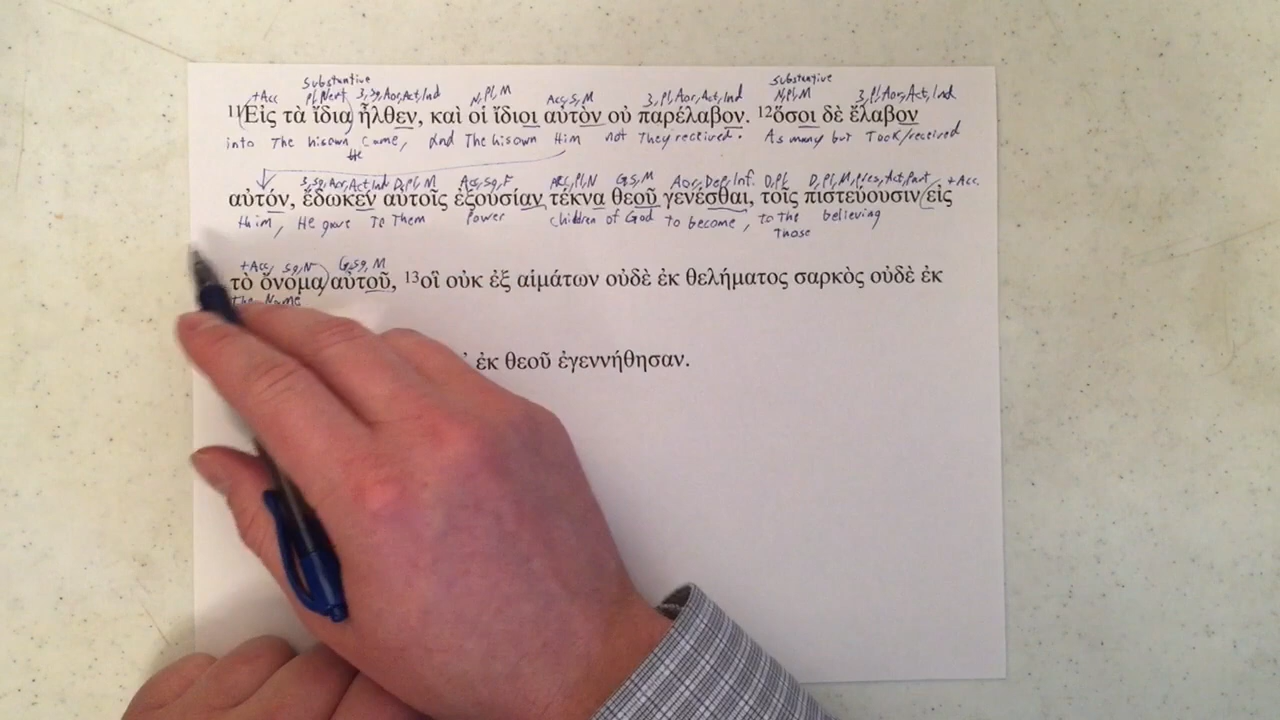 Substantive substantive
+Acc Pl, Neut 3, Sg, Aor, Act, Ind N, Pl, M Acc, S, M 3, Pl, Aor, Act, Ind N, Pl, M 3, Pl, Aor, Act, Ind
11Εἰς τὰ ἴδια ἦλθεν, καὶ οἱ ἴδιοι αὐτὸν οὐ παρέλαβον. 12ὅσοι δὲ ἔλαβον
into The hisown came, and The hisown Him not They received. As many but Took/received
He
3, Sg, Aor, Act, Ind D, Pl, M Acc, Sg, F Acc, Pl, N G, S, M Aor, Dep, Inf. D, Pl D, Pl, M, Pres, Act, Part +Acc.
αὐτόν, ἔδωκεν αὐτοῖς ἐξουσίαν τέκνα θεοῦ γενέσθαι, τοῖς πιστεύουσιν εἰς
him, He gave To Them Power children of God to become, to the believing
Those
+Acc, sg, N G, Sg, M
τὸ ὄνομα αὐτοῦ, 13οἳ οὐκ ἐξ αἱμάτων οὐδὲ ἐκ θελήματος σαρκὸς οὐδὲ ἐκ
the Name
ἐκ θεοῦ ἐγεννήθησαν.